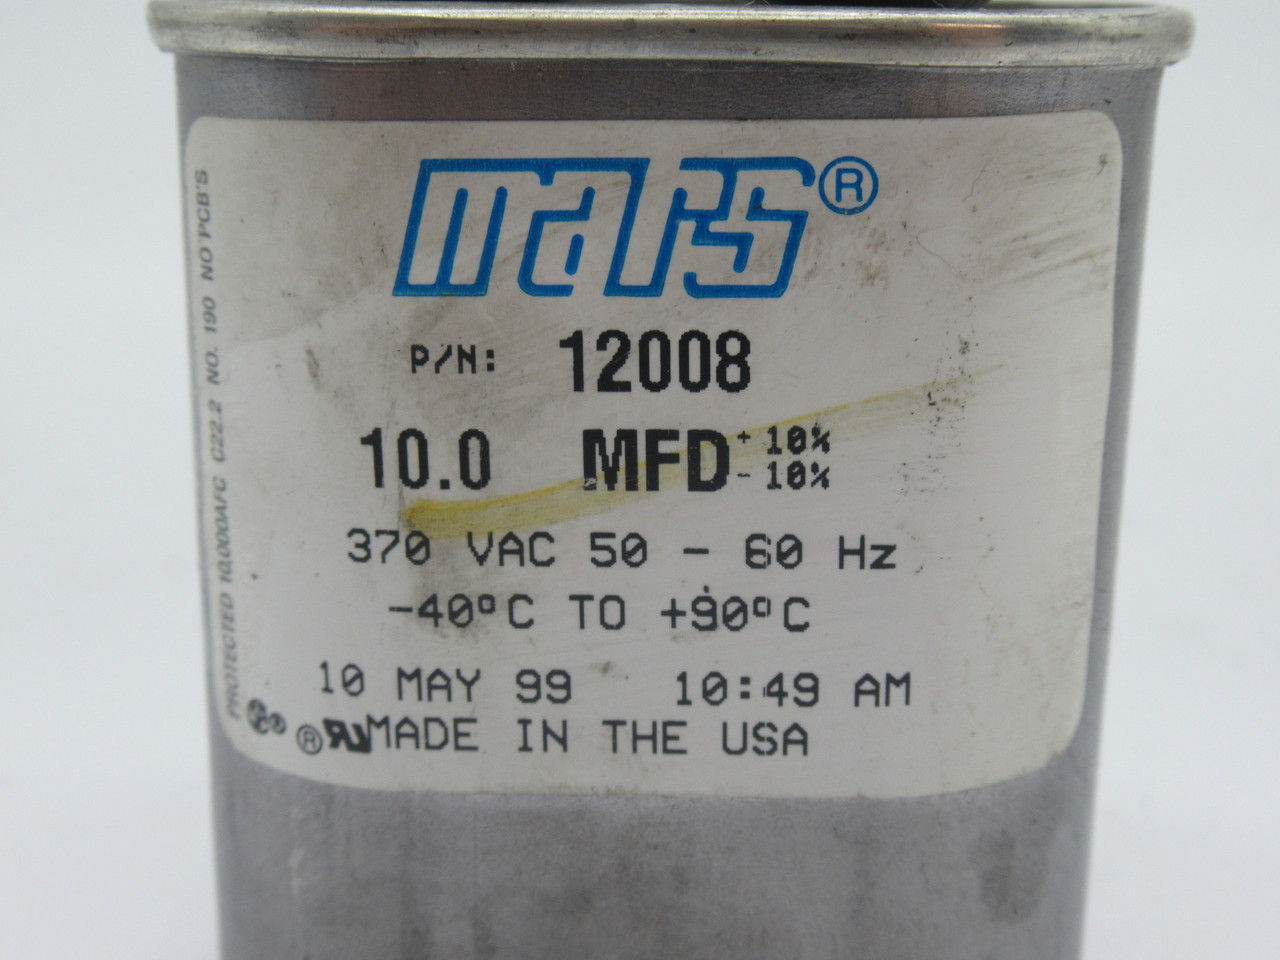 mars®
P/N: 12008
10.0 MFD +10% -10%
370 VAC 50 - 60 Hz
-40°C TO +90°C
10 MAY 99 10:49 AM
® MADE IN THE USA
PROTECTED 10,000AFC C22.2 NO. 190 NO PCB'S